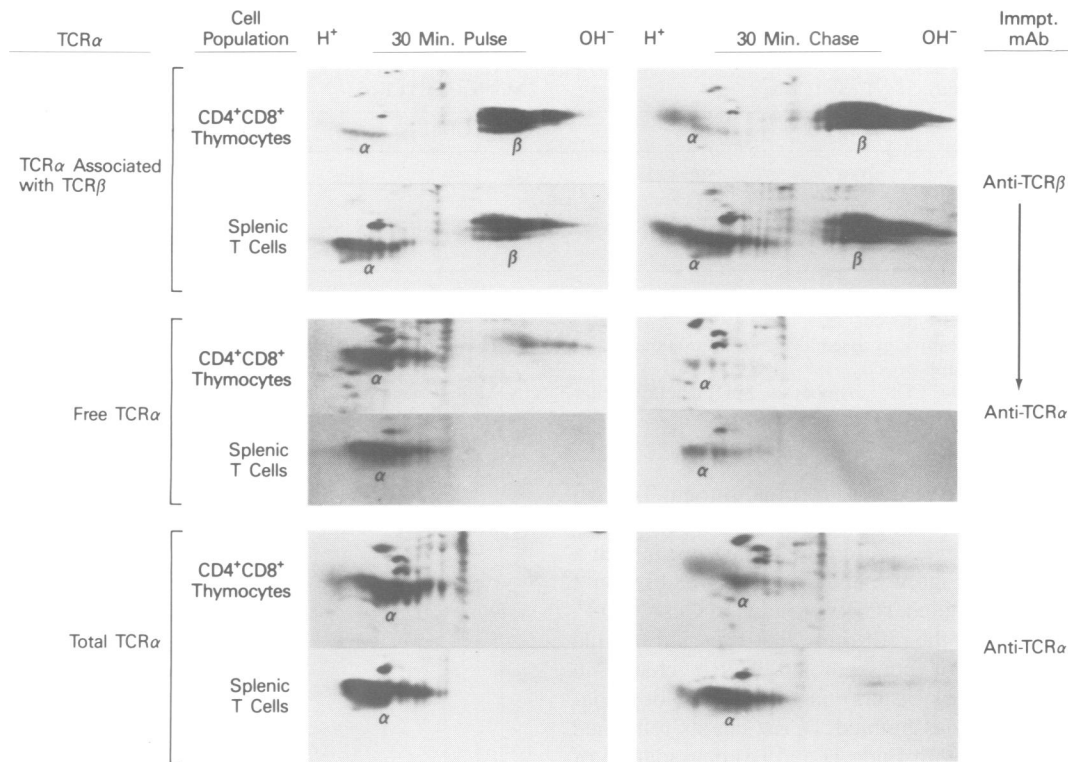 TCRα
Cell
Population
H⁺ 30 Min. Pulse OH⁻
H⁺ 30 Min. Chase OH⁻
Immpt.
mAb
TCRα Associated
with TCRβ
CD4⁺CD8⁺
Thymocytes
α β
α β
Anti-TCRβ
Splenic
T Cells
α β
α β
Free TCRα
CD4⁺CD8⁺
Thymocytes
α
α
Anti-TCRα
Splenic
T Cells
α
α
Total TCRα
CD4⁺CD8⁺
Thymocytes
α
α
Anti-TCRα
Splenic
T Cells
α
α